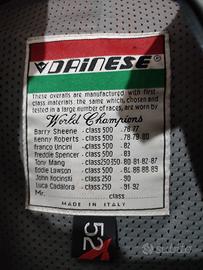 DAINESE
These overalls are manufactured with first-
class materials, the same which, chosen and
tested in a large number of races, are worn by
World Champions
Barry Sheene - class 500 - 76-77
Kenny Roberts - class 500 - 78-79-80
Franco Uncini - class 500 - 82
Freddie Spencer - class 500 - 83
Tony Mang - class 250 350 - 80-81-82-87
Eddie Lawson - class 500 - 84-86-88-89
John Kocinski - class 250 - 90
Luca Cadalora - class 250 - 91-92
Mr. class
MADE IN ITALY
52
subito